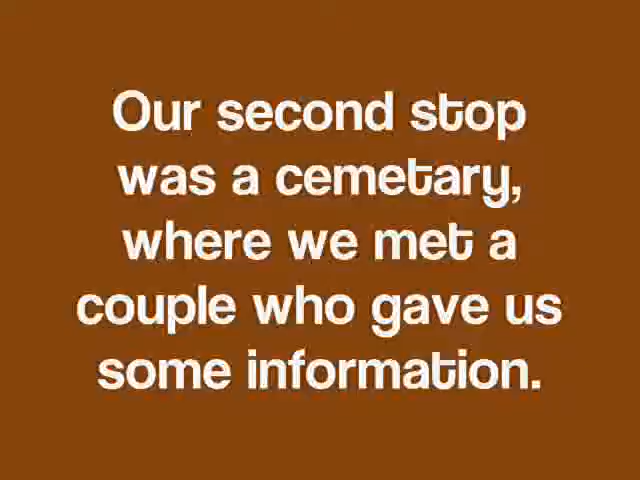 Our second stop
was a cemetary,
where we met a
couple who gave us
some information.